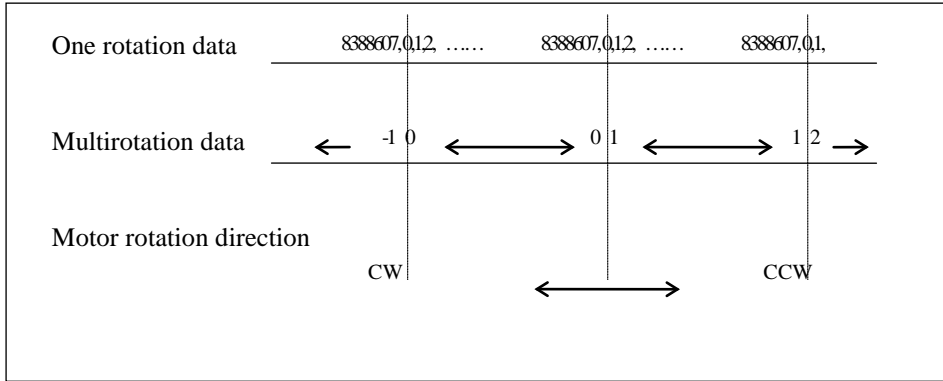 One rotation data 8388607,0,1,2, …… 8388607,0,1,2, …… 8388607,0,1,
Multirotation data -1 0 0 1 1 2
Motor rotation direction
CW CCW